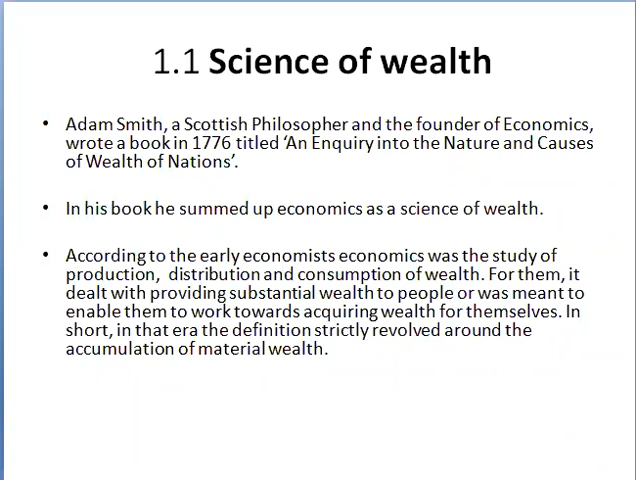 1.1 Science of wealth
• Adam Smith, a Scottish Philosopher and the founder of Economics,
wrote a book in 1776 titled ‘An Enquiry into the Nature and Causes
of Wealth of Nations’.
• In his book he summed up economics as a science of wealth.
• According to the early economists economics was the study of
production,  distribution and consumption of wealth. For them, it
dealt with providing substantial wealth to people or was meant to
enable them to work towards acquiring wealth for themselves. In
short, in that era the definition strictly revolved around the
accumulation of material wealth.